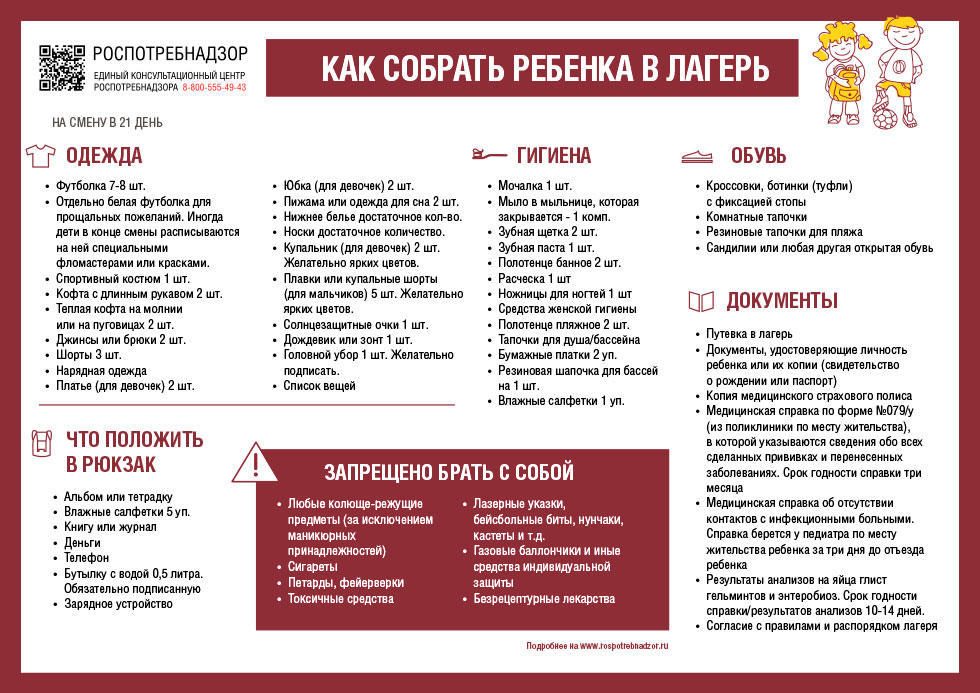 РОСПОТРЕБНАДЗОР
ЕДИНЫЙ КОНСУЛЬТАЦИОННЫЙ ЦЕНТР
РОСПОТРЕБНАДЗОРА 8-800-555-49-43
КАК СОБРАТЬ РЕБЕНКА В ЛАГЕРЬ
НА СМЕНУ В 21 ДЕНЬ
ОДЕЖДА
• Футболка 7-8 шт.
• Отдельно белая футболка для
прощальных пожеланий. Иногда
дети в конце смены расписываются
на ней специальными
фломастерами или красками.
• Спортивный костюм 1 шт.
• Кофта с длинным рукавом 2 шт.
• Теплая кофта на молнии
или на пуговицах 2 шт.
• Джинсы или брюки 2 шт.
• Шорты 3 шт.
• Нарядная одежда
• Платье (для девочек) 2 шт.
• Юбка (для девочек) 2 шт.
• Пижама или одежда для сна 2 шт.
• Нижнее белье достаточное кол-во.
• Носки достаточное количество.
• Купальник (для девочек) 2 шт.
Желательно ярких цветов.
• Плавки или купальные шорты
(для мальчиков) 5 шт. Желательно
ярких цветов.
• Солнцезащитные очки 1 шт.
• Дождевик или зонт 1 шт.
• Головной убор 1 шт. Желательно
подписать.
• Список вещей
ГИГИЕНА
• Мочалка 1 шт.
• Мыло в мыльнице, которая
закрывается - 1 комп.
• Зубная щетка 2 шт.
• Зубная паста 1 шт.
• Полотенце банное 2 шт.
• Расческа 1 шт
• Ножницы для ногтей 1 шт
• Средства женской гигиены
• Полотенце пляжное 2 шт.
• Тапочки для душа/бассейна
• Бумажные платки 2 уп.
• Резиновая шапочка для бассей
на 1 шт.
• Влажные салфетки 1 уп.
ОБУВЬ
• Кроссовки, ботинки (туфли)
с фиксацией стопы
• Комнатные тапочки
• Резиновые тапочки для пляжа
• Сандилии или любая другая открытая обувь
ДОКУМЕНТЫ
• Путевка в лагерь
• Документы, удостоверяющие личность
ребенка или их копии (свидетельство
о рождении или паспорт)
• Копия медицинского страхового полиса
• Медицинская справка по форме №079/у
(из поликлиники по месту жительства),
в которой указываются сведения обо всех
сделанных прививках и перенесенных
заболеваниях. Срок годности справки три
месяца
• Медицинская справка об отсутствии
контактов с инфекционными больными.
Справка берется у педиатра по месту
жительства ребенка за три дня до отъезда
ребенка
• Результаты анализов на яйца глист
гельминтов и энтеробиоз. Срок годности
справки/результатов анализов 10-14 дней.
• Согласие с правилами и распорядком лагеря
ЧТО ПОЛОЖИТЬ
В РЮКЗАК
• Альбом или тетрадку
• Влажные салфетки 5 уп.
• Книгу или журнал
• Деньги
• Телефон
• Бутылку с водой 0,5 литра.
Обязательно подписанную
• Зарядное устройство
!
ЗАПРЕЩЕНО БРАТЬ С СОБОЙ
• Любые колюще-режущие
предметы (за исключением
маникюрных
принадлежностей)
• Сигареты
• Петарды, фейерверки
• Токсичные средства
• Лазерные указки,
бейсбольные биты, нунчаки,
кастеты и т.д.
• Газовые баллончики и иные
средства индивидуальной
защиты
• Безрецептурные лекарства
Подробнее на www.rospotrebnadzor.ru